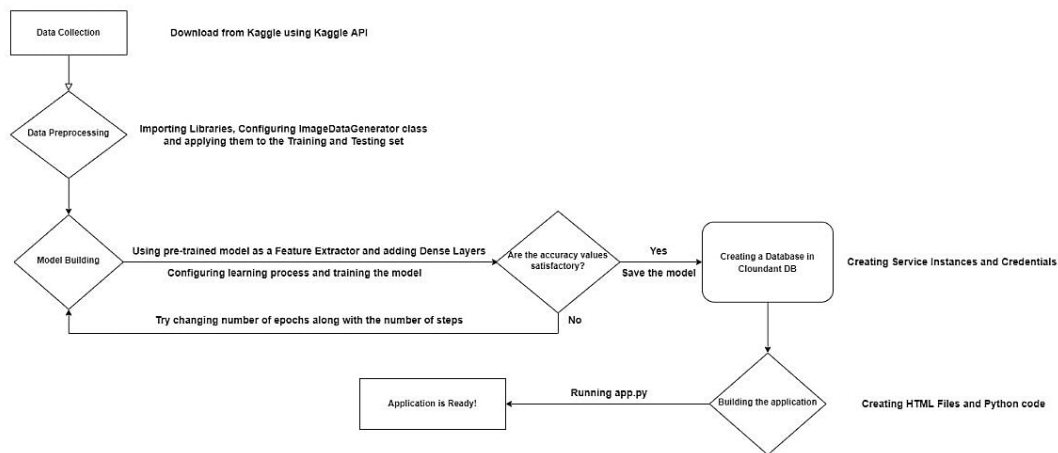 Data Collection
Download from Kaggle using Kaggle API
Data Preprocessing
Importing Libraries, Configuring ImageDataGenerator class
and applying them to the Training and Testing set
Model Building
Using pre-trained model as a Feature Extractor and adding Dense Layers
Configuring learning process and training the model
Are the accuracy values
satisfactory?
Yes
Save the model
Creating a Database in
Cloundant DB
Creating Service Instances and Credentials
No
Try changing number of epochs along with the number of steps
Building the application
Creating HTML Files and Python code
Running app.py
Application is Ready!